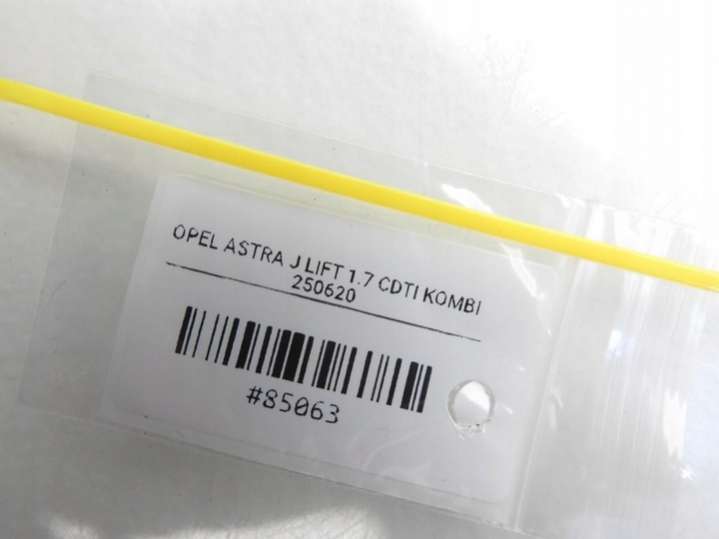 OPEL ASTRA J LIFT 1.7 CDTI KOMBI
250620
#85063